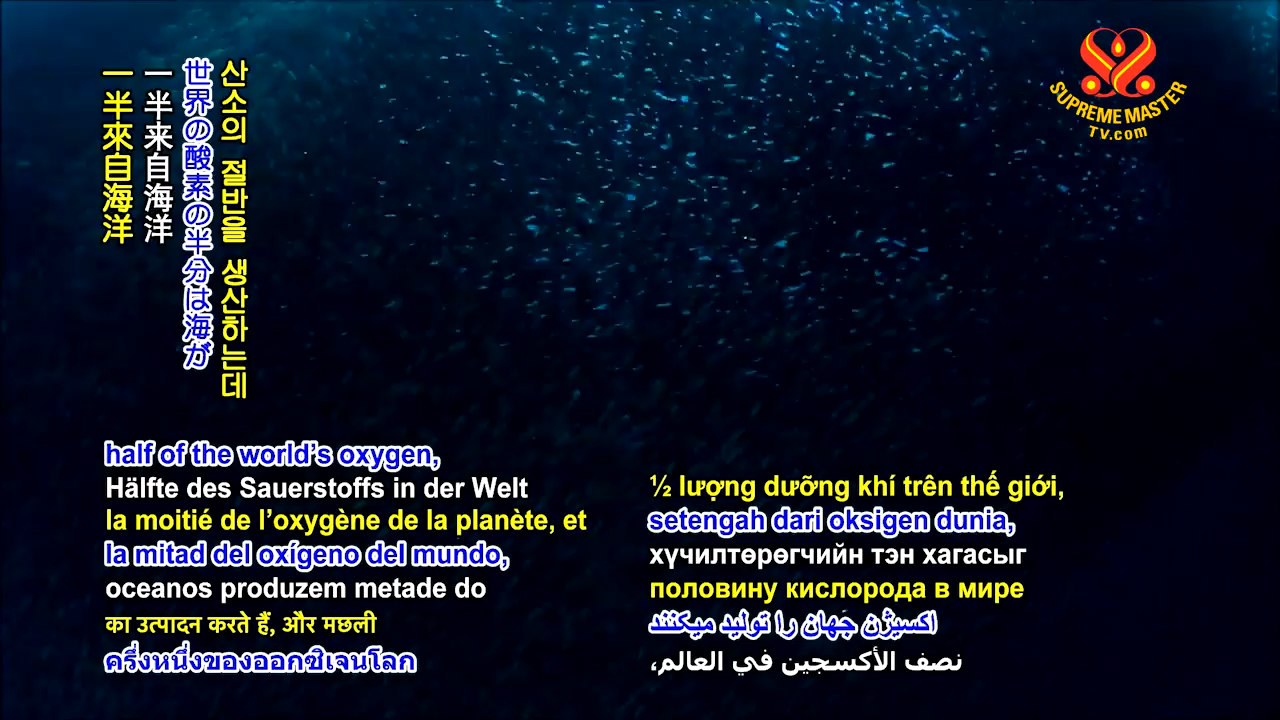 一半來自海洋
一半来自海洋
世界の酸素の半分は海が
산소의 절반을 생산하는데
SUPREME MASTER
TV.com
half of the world's oxygen,
Hälfte des Sauerstoffs in der Welt
la moitié de l'oxygène de la planète, et
la mitad del oxígeno del mundo,
oceanos produzem metade do
का उत्पादन करते हैं, और मछली
ครึ่งหนึ่งของออกซิเจนโลก
½ lượng dưỡng khí trên thế giới,
setengah dari oksigen dunia,
хүчилтөрөгчийн тэн хагасыг
половину кислорода в мире
اکسیژن جَهان را تولید میکنند
نصف الأكسجين في العالم،